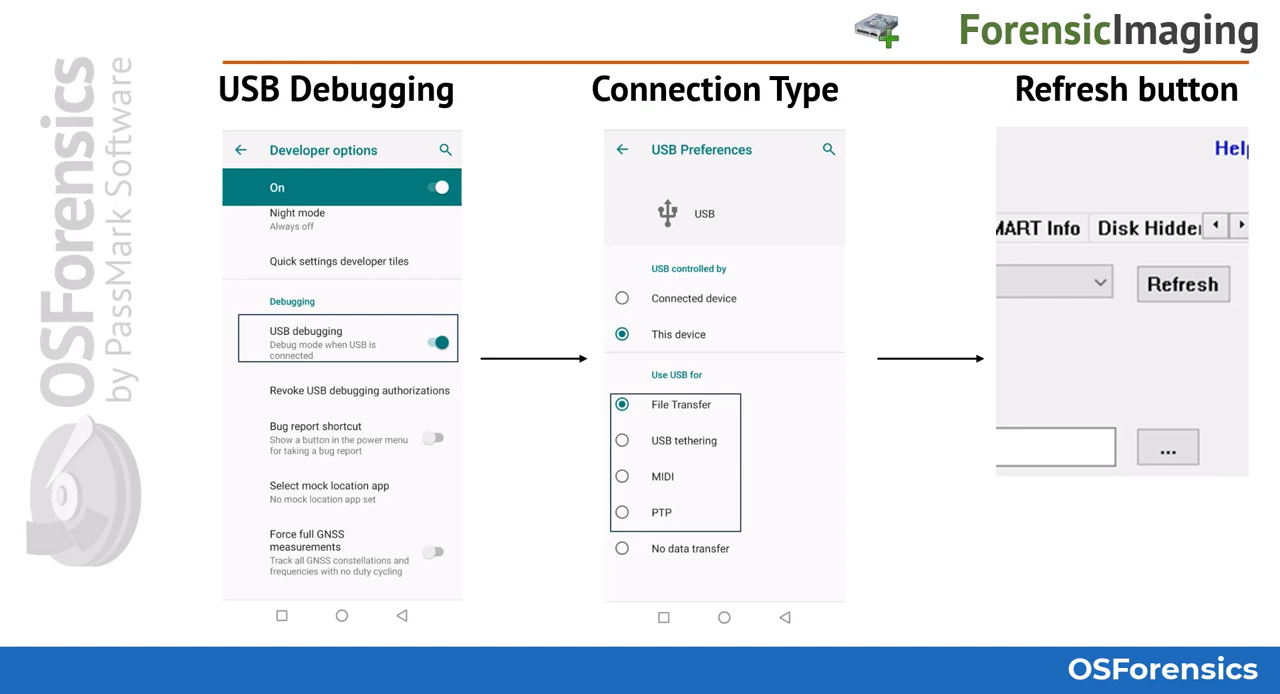 ForensicImaging
OSForensics
by PassMark Software
USB Debugging
Developer options
On
Night mode
Always off
Quick settings developer tiles
Debugging
USB debugging
Debug mode when USB is
connected
Revoke USB debugging authorizations
Bug report shortcut
Show a button in the power menu
for taking a bug report
Select mock location app
No mock location app set
Force full GNSS
measurements
Track all GNSS constellations and
frequencies with no duty cycling
Connection Type
USB Preferences
USB
USB controlled by
Connected device
This device
Use USB for
File Transfer
USB tethering
MIDI
PTP
No data transfer
Refresh button
Help
MART Info
Disk Hidden
Refresh
...
OSForensics